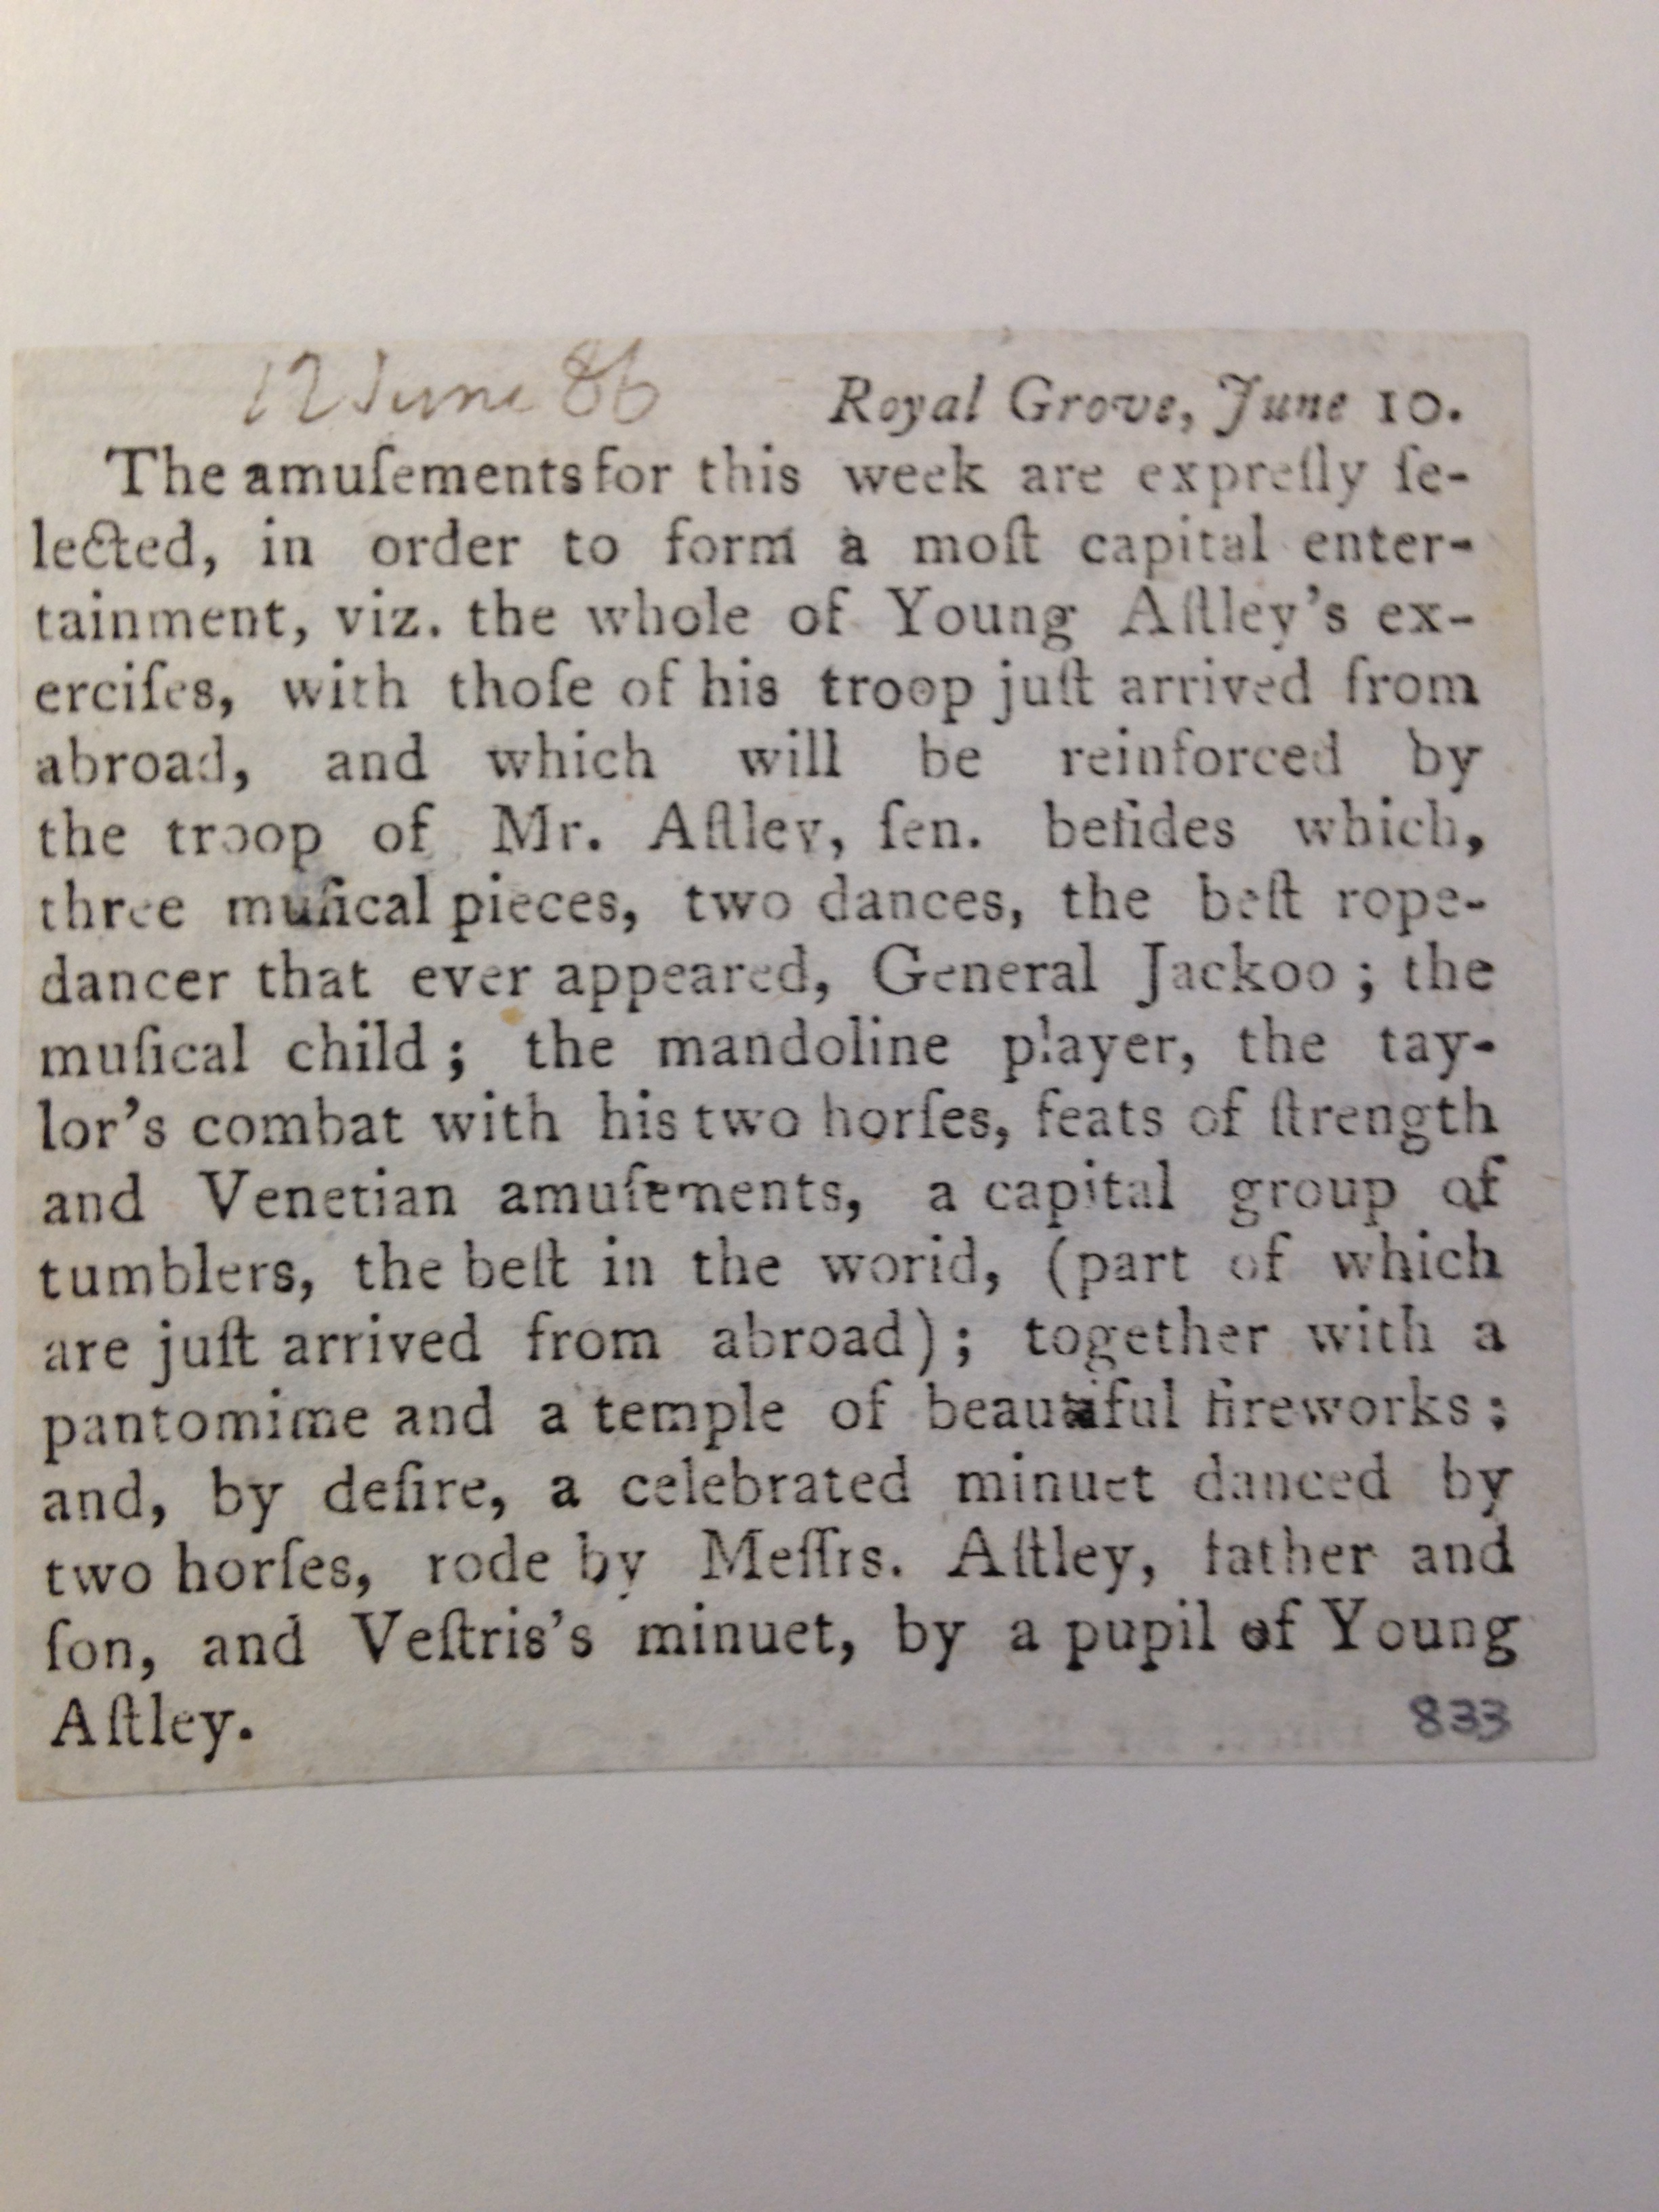 12 June 86
Royal Grove, June 10.
The amuſements for this week are expreſly ſe-
lected, in order to form a moſt capital enter-
tainment, viz. the whole of Young Aſtley's ex-
erciſes, with thoſe of his troop juſt arrived from
abroad, and which will be reinforced by
the troop of Mr. Aſtley, ſen. beſides which,
three muſical pieces, two dances, the beſt rope-
dancer that ever appeared, General Jackoo; the
muſical child; the mandoline player, the tay-
lor's combat with his two horſes, feats of ſtrength
and Venetian amuſements, a capital group of
tumblers, the beſt in the world, (part of which
are juſt arrived from abroad); together with a
pantomime and a temple of beautiful fireworks;
and, by deſire, a celebrated minuet danced by
two horſes, rode by Meſſrs. Aſtley, father and
ſon, and Veſtris's minuet, by a pupil of Young
Aſtley.
833